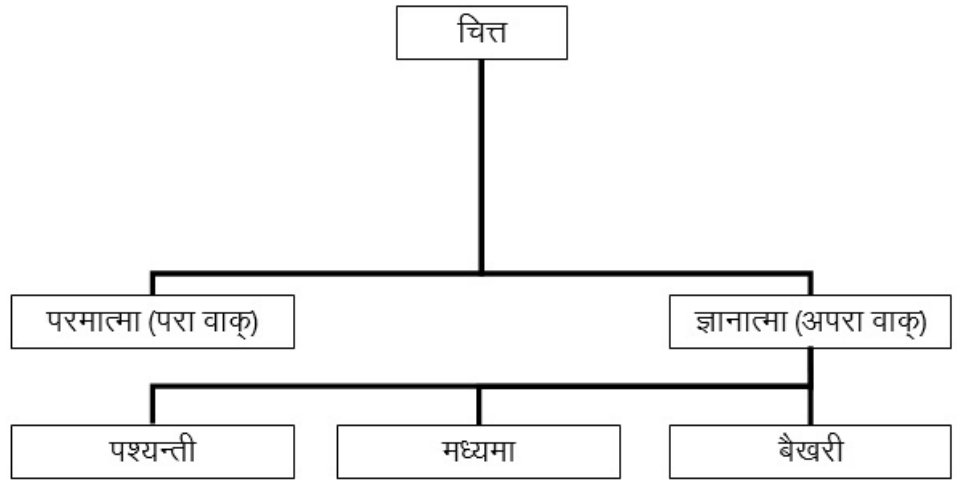 चित्त
परमात्मा (परा वाक्)
ज्ञानात्मा (अपरा वाक्)
पश्यन्ती
मध्यमा
बैखरी